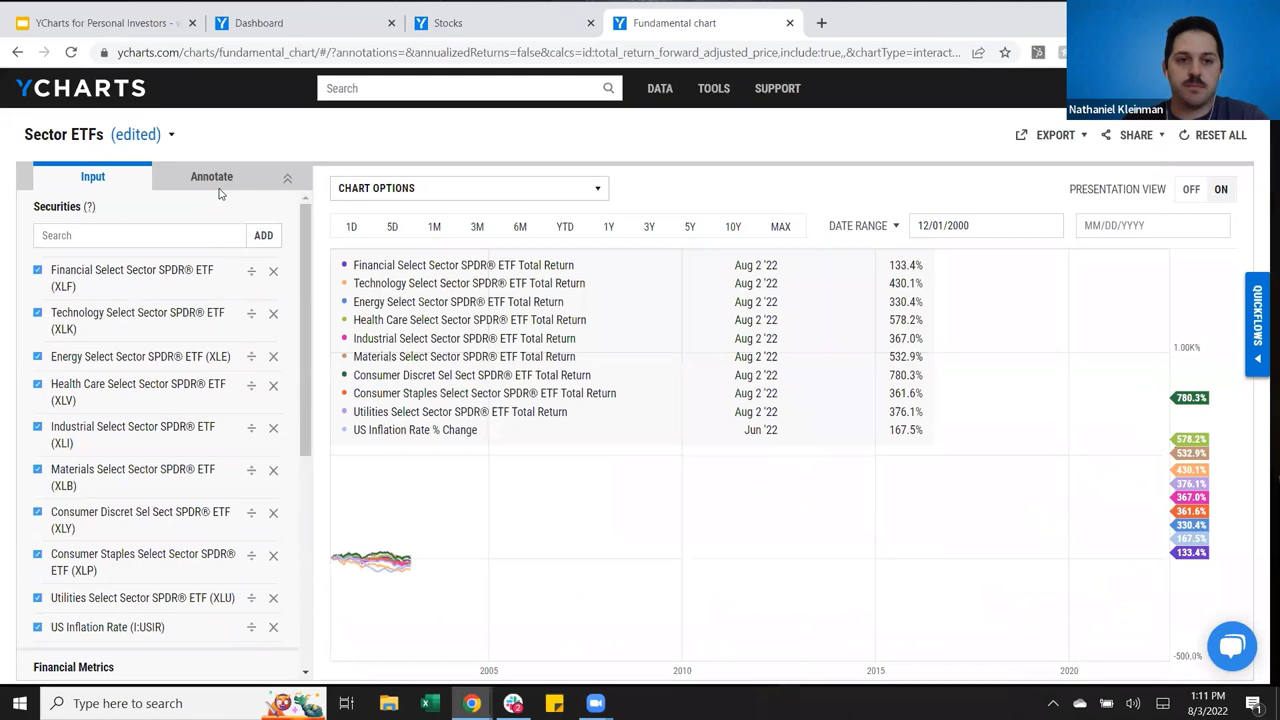 YCharts for Personal Investors -
Dashboard
Stocks
Fundamental chart
ycharts.com/charts/fundamental_chart/#/?annotations=&annualizedReturns=false&calcs=id:total_return_forward_adjusted_price,include:true,,&chartType=interact...
YCHARTS
Search
DATA
TOOLS
SUPPORT
Nathaniel Kleinman
Sector ETFs (edited)
EXPORT
SHARE
RESET ALL
Input
Annotate
CHART OPTIONS
PRESENTATION VIEW
OFF
ON
Securities (?)
Search
ADD
1D 5D 1M 3M 6M YTD 1Y 3Y 5Y 10Y MAX
DATE RANGE
12/01/2000
MM/DD/YYYY
Financial Select Sector SPDR® ETF
(XLF)
Technology Select Sector SPDR® ETF
(XLK)
Energy Select Sector SPDR® ETF (XLE)
Health Care Select Sector SPDR® ETF
(XLV)
Industrial Select Sector SPDR® ETF
(XLI)
Materials Select Sector SPDR® ETF
(XLB)
Consumer Discret Sel Sect SPDR® ETF
(XLY)
Consumer Staples Select Sector SPDR®
ETF (XLP)
Utilities Select Sector SPDR® ETF (XLU)
US Inflation Rate (I:USIR)
Financial Metrics
Financial Select Sector SPDR® ETF Total Return Aug 2 '22 133.4%
Technology Select Sector SPDR® ETF Total Return Aug 2 '22 430.1%
Energy Select Sector SPDR® ETF Total Return Aug 2 '22 330.4%
Health Care Select Sector SPDR® ETF Total Return Aug 2 '22 578.2%
Industrial Select Sector SPDR® ETF Total Return Aug 2 '22 367.0%
Materials Select Sector SPDR® ETF Total Return Aug 2 '22 532.9%
Consumer Discret Sel Sect SPDR® ETF Total Return Aug 2 '22 780.3%
Consumer Staples Select Sector SPDR® ETF Total Return Aug 2 '22 361.6%
Utilities Select Sector SPDR® ETF Total Return Aug 2 '22 376.1%
US Inflation Rate % Change Jun '22 167.5%
1.00K%
780.3%
578.2%
532.9%
430.1%
376.1%
367.0%
361.6%
330.4%
167.5%
133.4%
-500.0%
2005 2010 2015 2020
QUICKFLOWS
Type here to search
1:11 PM
8/3/2022
1